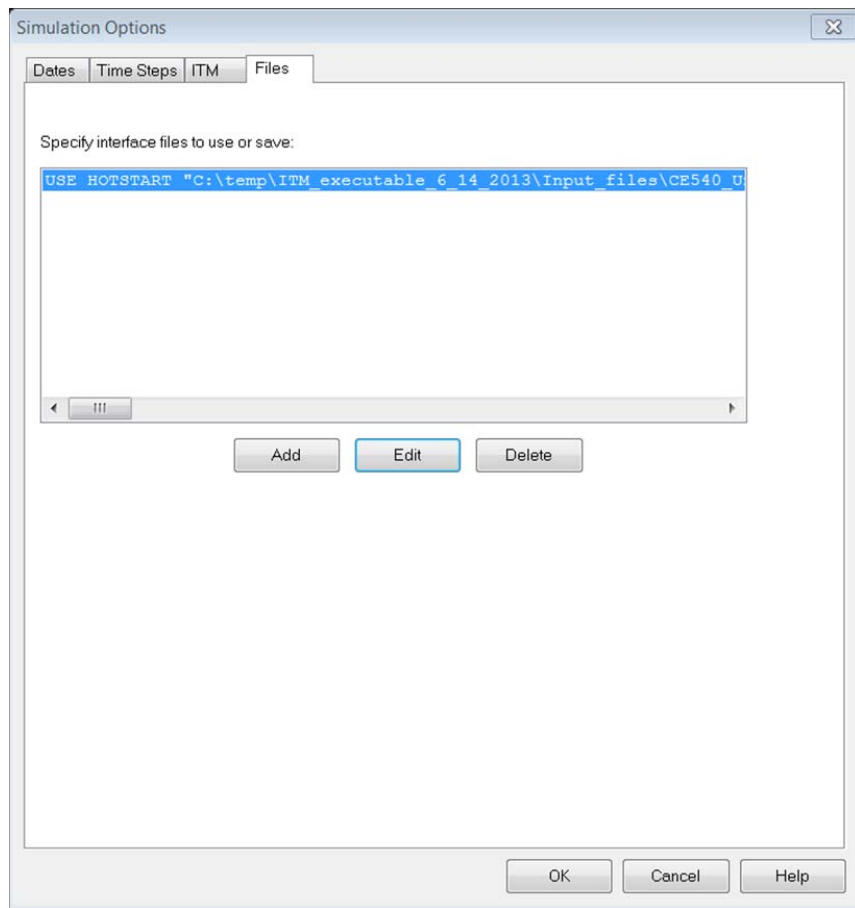 Simulation Options
Dates Time Steps ITM Files
Specify interface files to use or save:
USE HOTSTART "C:\temp\ITM_executable_6_14_2013\Input_files\CE540_U
Add Edit Delete
OK Cancel Help